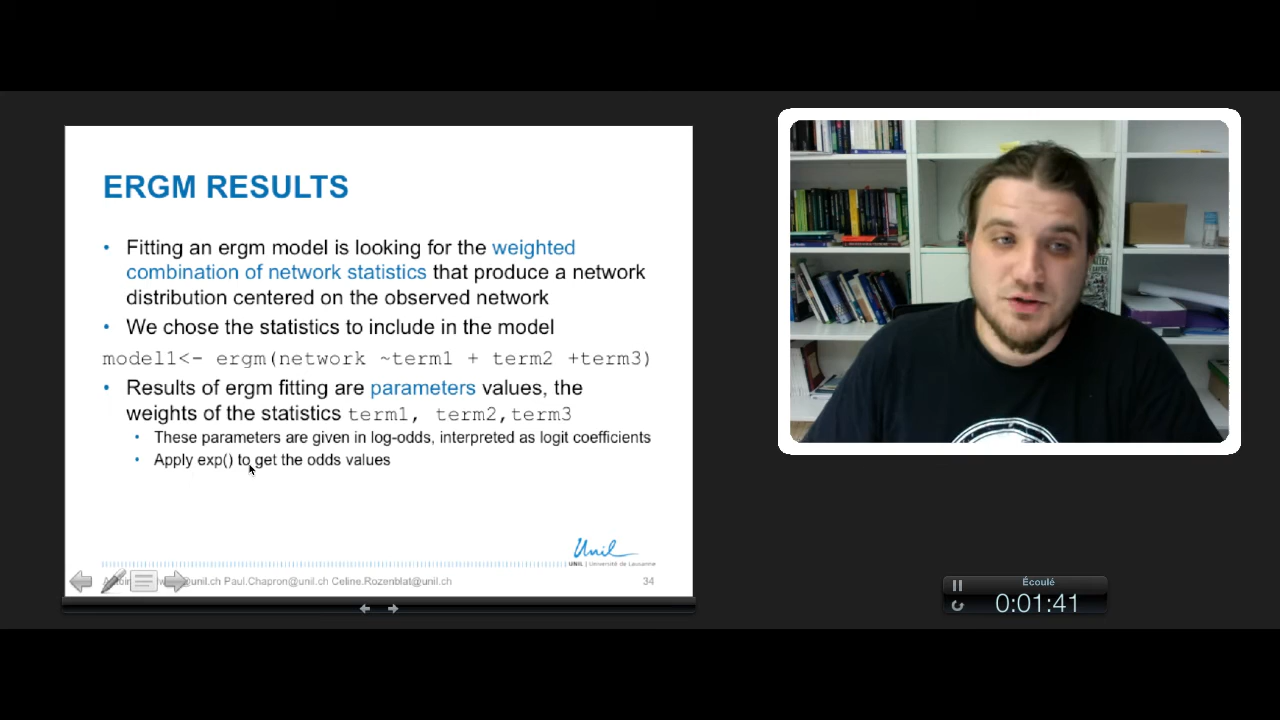 ERGM RESULTS
• Fitting an ergm model is looking for the weighted
combination of network statistics that produce a network
distribution centered on the observed network
• We chose the statistics to include in the model
model1<- ergm(network ~term1 + term2 +term3)
• Results of ergm fitting are parameters values, the
weights of the statistics term1, term2,term3
• These parameters are given in log-odds, interpreted as logit coefficients
• Apply exp() to get the odds values
Unil
UNIL | Université de Lausanne
@unil.ch Paul.Chapron@unil.ch Celine.Rozenblat@unil.ch
34
Écoulé
0:01:41